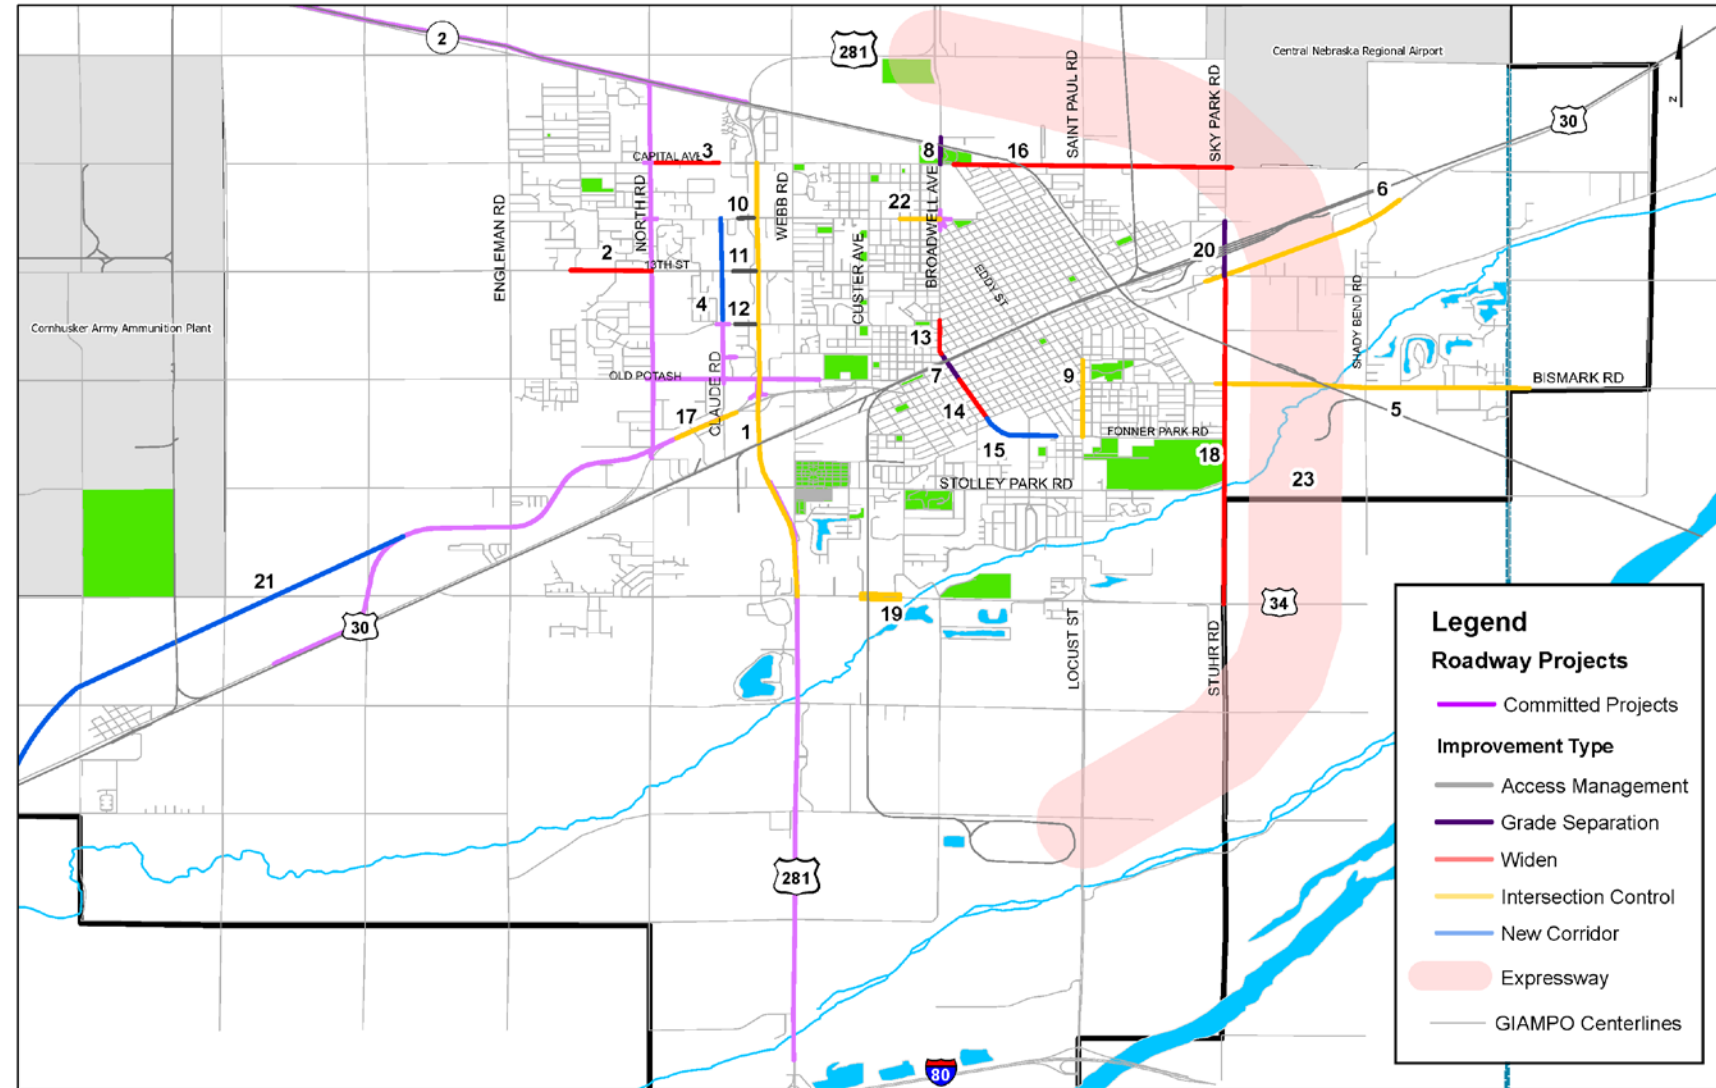 2
281
SAINT PAUL RD
SKY PARK RD
Central Nebraska Regional Airport
N
30
CAPITAL AVE
3
8
16
6
ENGLEMAN RD
NORTH RD
10
WEBB RD
22
BROADWELL AVE
CUSTER AVE
2
13TH ST
11
EDDY ST
20
SHADY BEND RD
Cornhusker Army Ammunition Plant
4
12
13
CLAUDE RD
OLD POTASH
7
9
BISMARK RD
17
1
14
5
15
FONNER PARK RD
18
STOLLEY PARK RD
23
21
30
19
34
LOCUST ST
STUHR RD
281
80
Legend
Roadway Projects
Committed Projects
Improvement Type
Access Management
Grade Separation
Widen
Intersection Control
New Corridor
Expressway
GIAMPO Centerlines